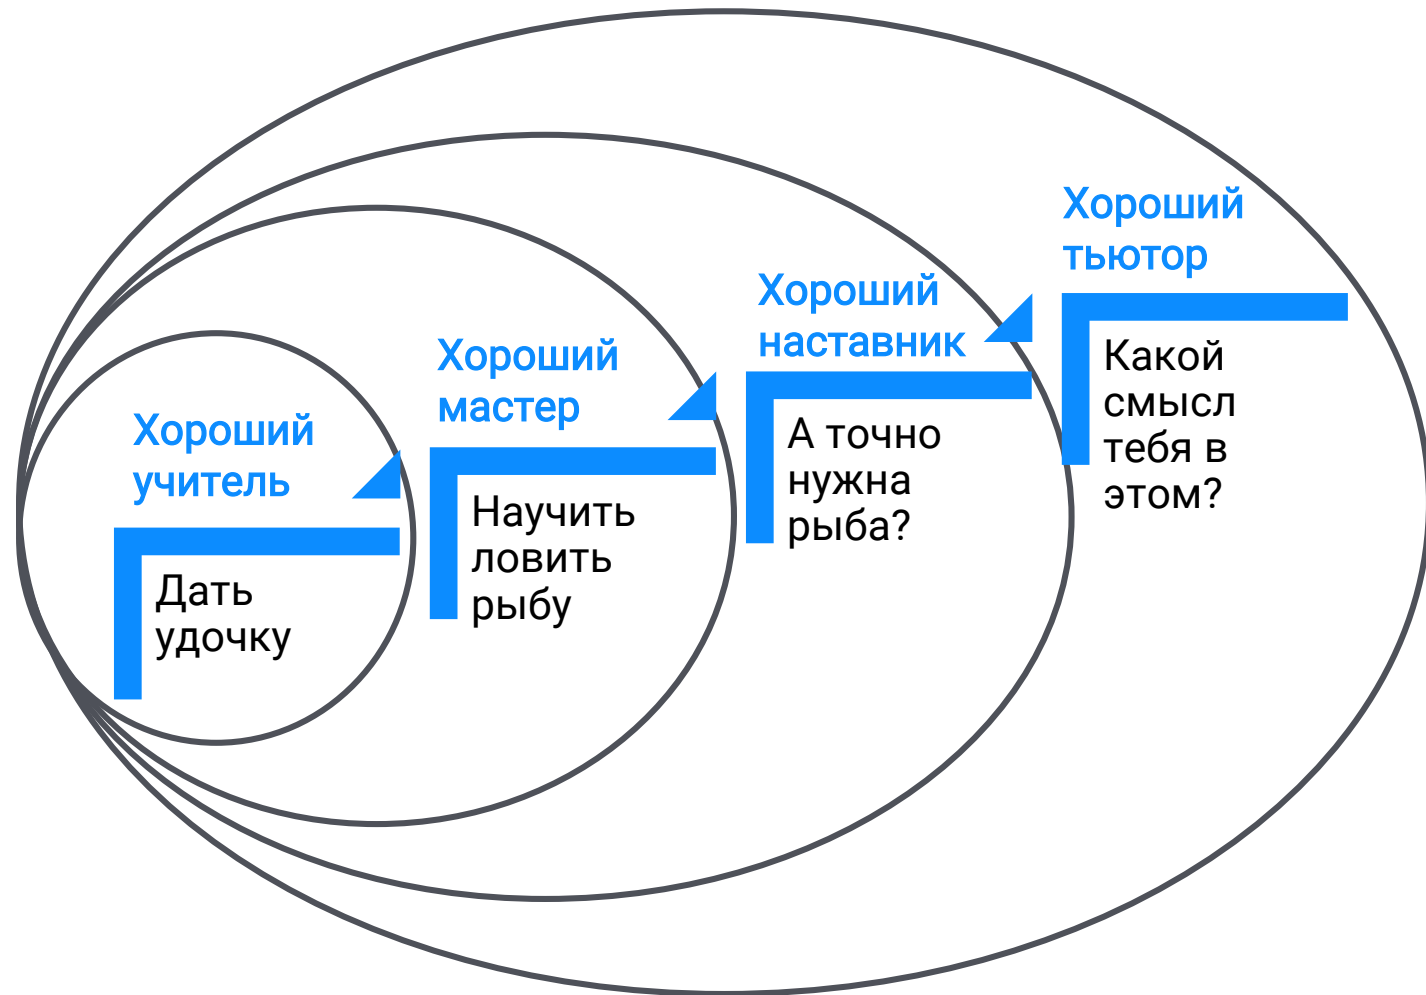 Хороший
учитель
Дать
удочку
Хороший
мастер
Научить
ловить
рыбу
Хороший
наставник
А точно
нужна
рыба?
Хороший
тьютор
Какой
смысл
тебя в
этом?